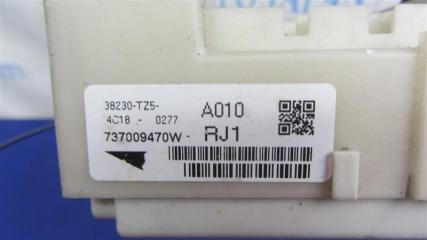 38230-TZ5- A010
4C18 - 0277
737009470W - RJ1